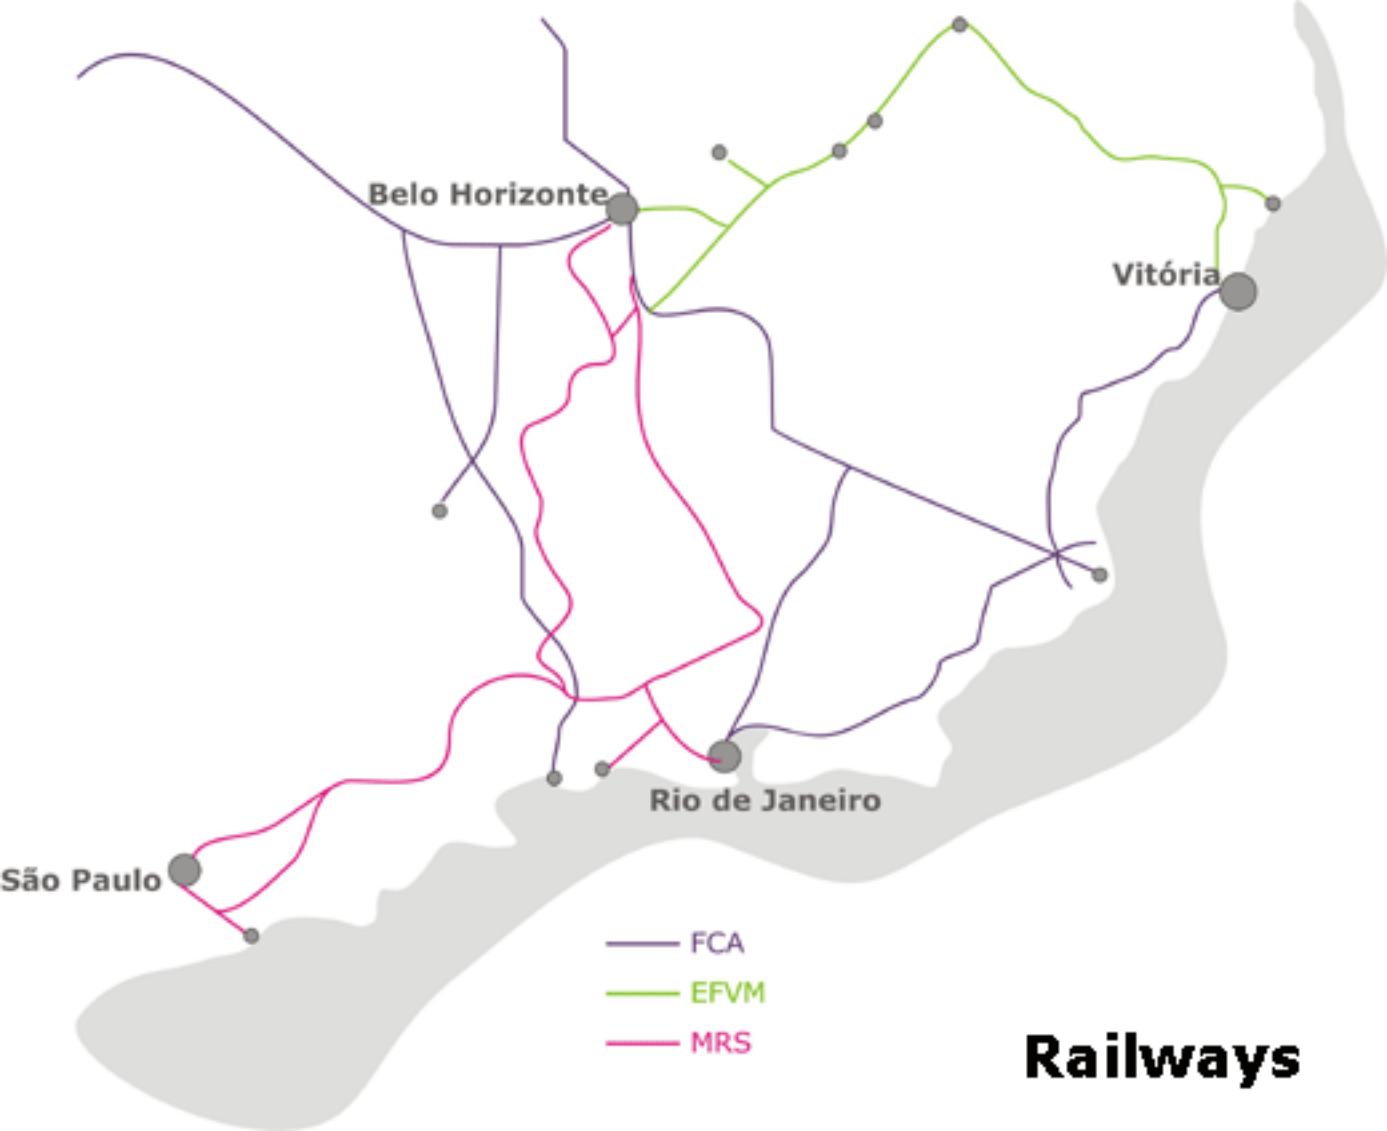 Belo Horizonte
Vitória
Rio de Janeiro
São Paulo
FCA
EFVM
MRS
Railways